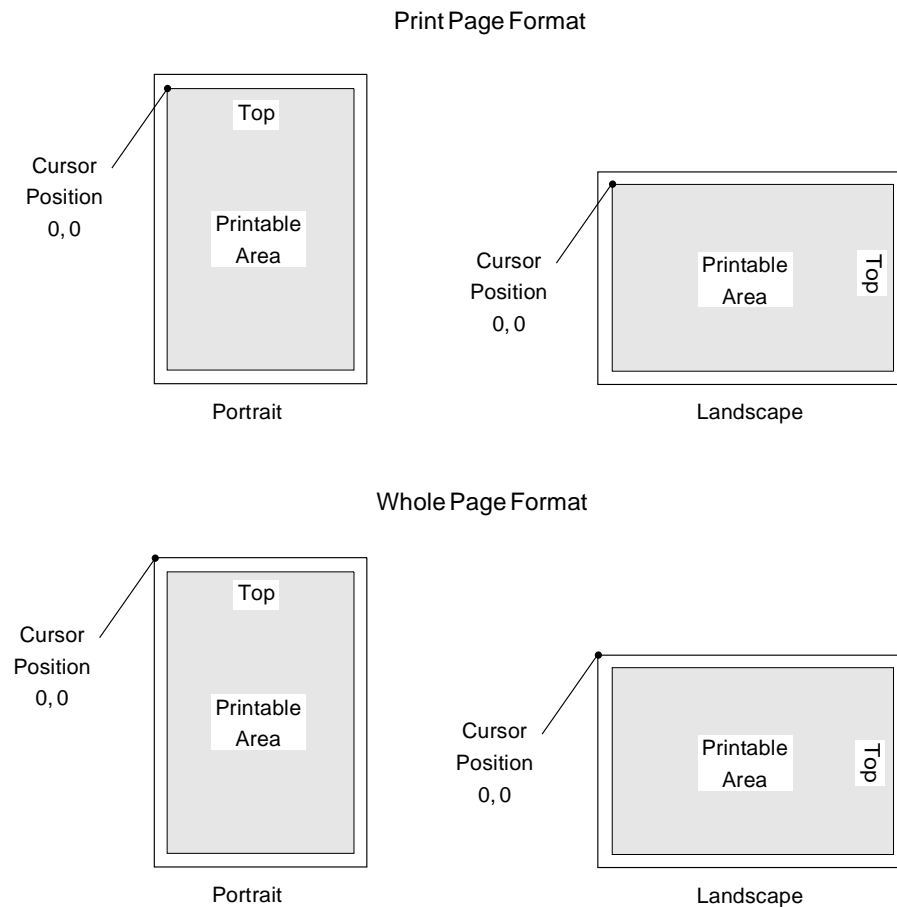 Print Page Format
Top
Cursor
Position
0, 0
Printable
Area
Portrait
Cursor
Position
0, 0
Printable
Area
Top
Landscape
Whole Page Format
Top
Cursor
Position
0, 0
Printable
Area
Portrait
Cursor
Position
0, 0
Printable
Area
Top
Landscape